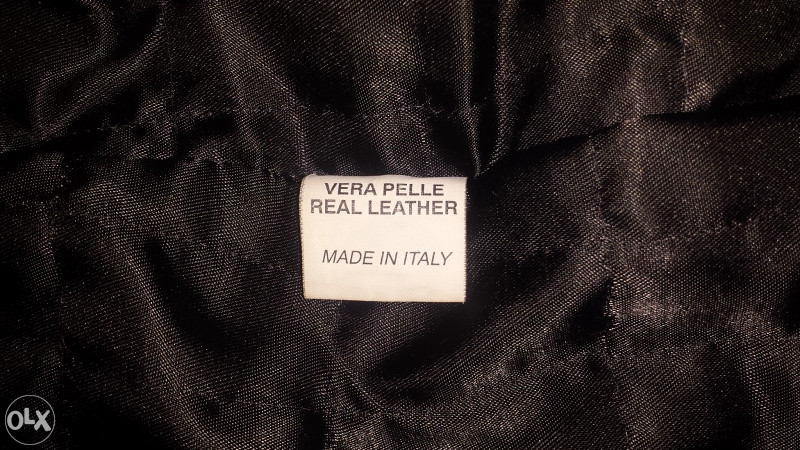 VERA PELLE
REAL LEATHER
MADE IN ITALY
OLX